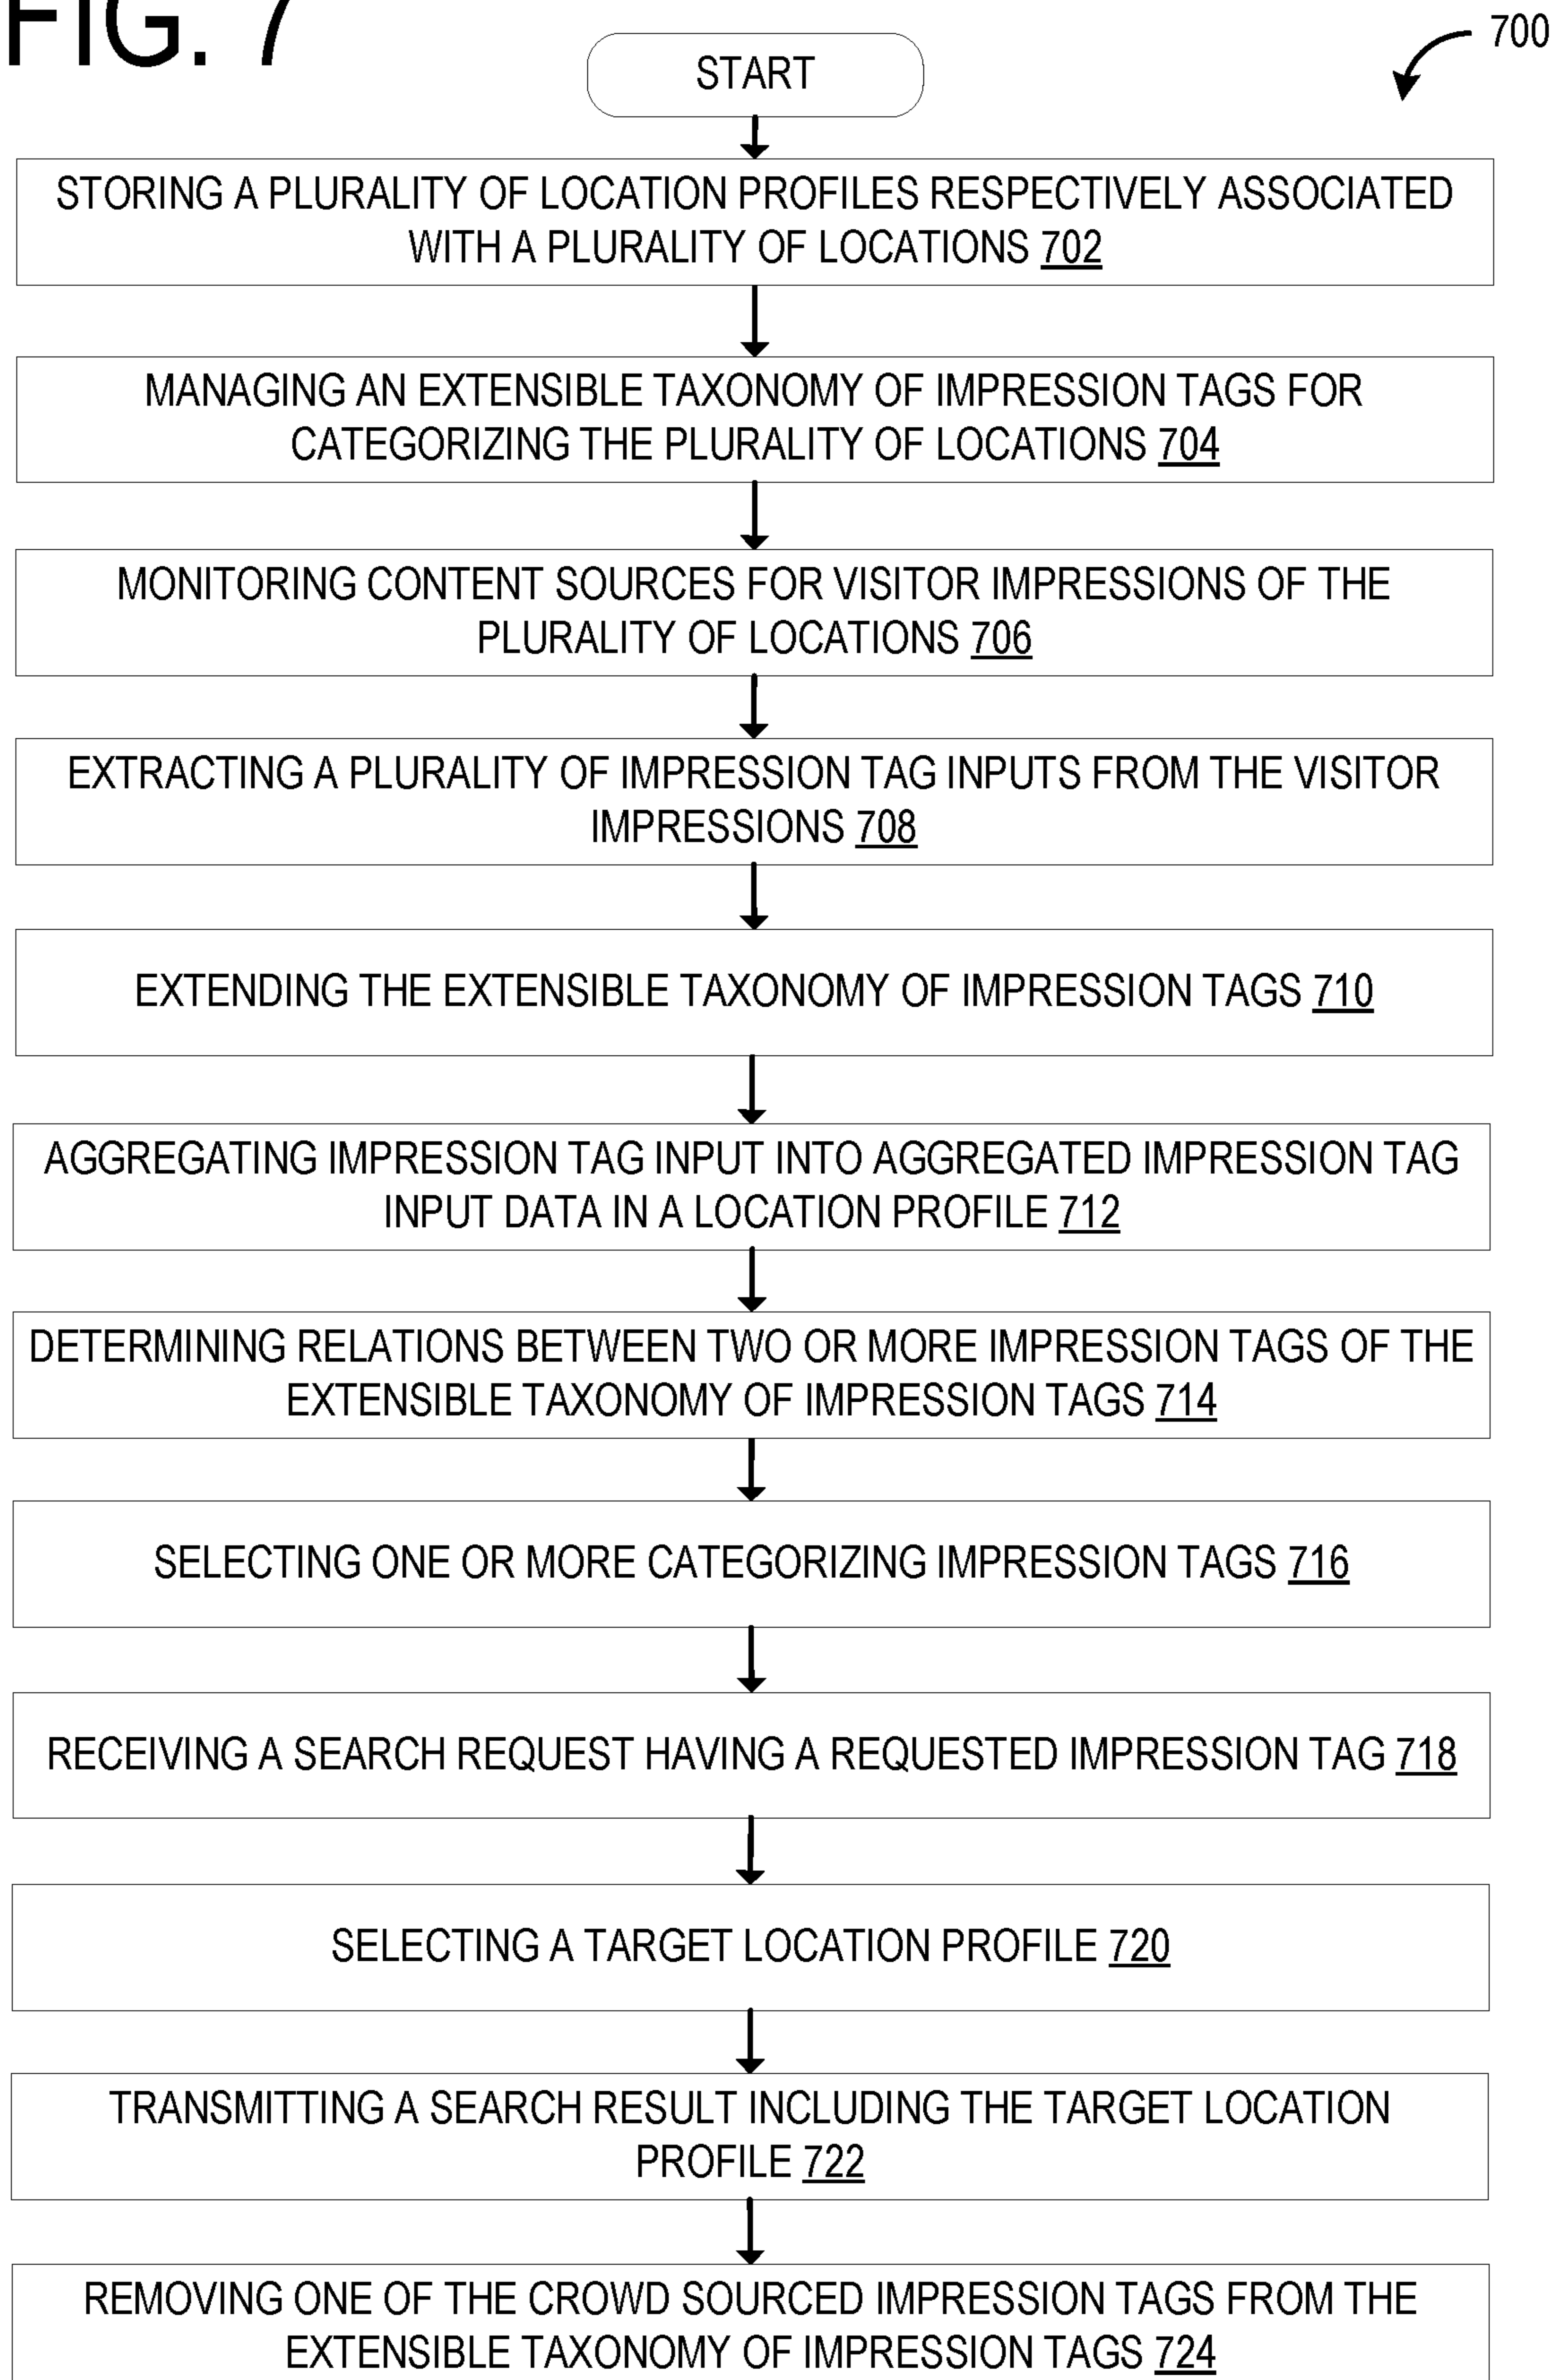 FIG. 7
700
START
STORING A PLURALITY OF LOCATION PROFILES RESPECTIVELY ASSOCIATED
WITH A PLURALITY OF LOCATIONS 702
MANAGING AN EXTENSIBLE TAXONOMY OF IMPRESSION TAGS FOR
CATEGORIZING THE PLURALITY OF LOCATIONS 704
MONITORING CONTENT SOURCES FOR VISITOR IMPRESSIONS OF THE
PLURALITY OF LOCATIONS 706
EXTRACTING A PLURALITY OF IMPRESSION TAG INPUTS FROM THE VISITOR
IMPRESSIONS 708
EXTENDING THE EXTENSIBLE TAXONOMY OF IMPRESSION TAGS 710
AGGREGATING IMPRESSION TAG INPUT INTO AGGREGATED IMPRESSION TAG
INPUT DATA IN A LOCATION PROFILE 712
DETERMINING RELATIONS BETWEEN TWO OR MORE IMPRESSION TAGS OF THE
EXTENSIBLE TAXONOMY OF IMPRESSION TAGS 714
SELECTING ONE OR MORE CATEGORIZING IMPRESSION TAGS 716
RECEIVING A SEARCH REQUEST HAVING A REQUESTED IMPRESSION TAG 718
SELECTING A TARGET LOCATION PROFILE 720
TRANSMITTING A SEARCH RESULT INCLUDING THE TARGET LOCATION
PROFILE 722
REMOVING ONE OF THE CROWD SOURCED IMPRESSION TAGS FROM THE
EXTENSIBLE TAXONOMY OF IMPRESSION TAGS 724